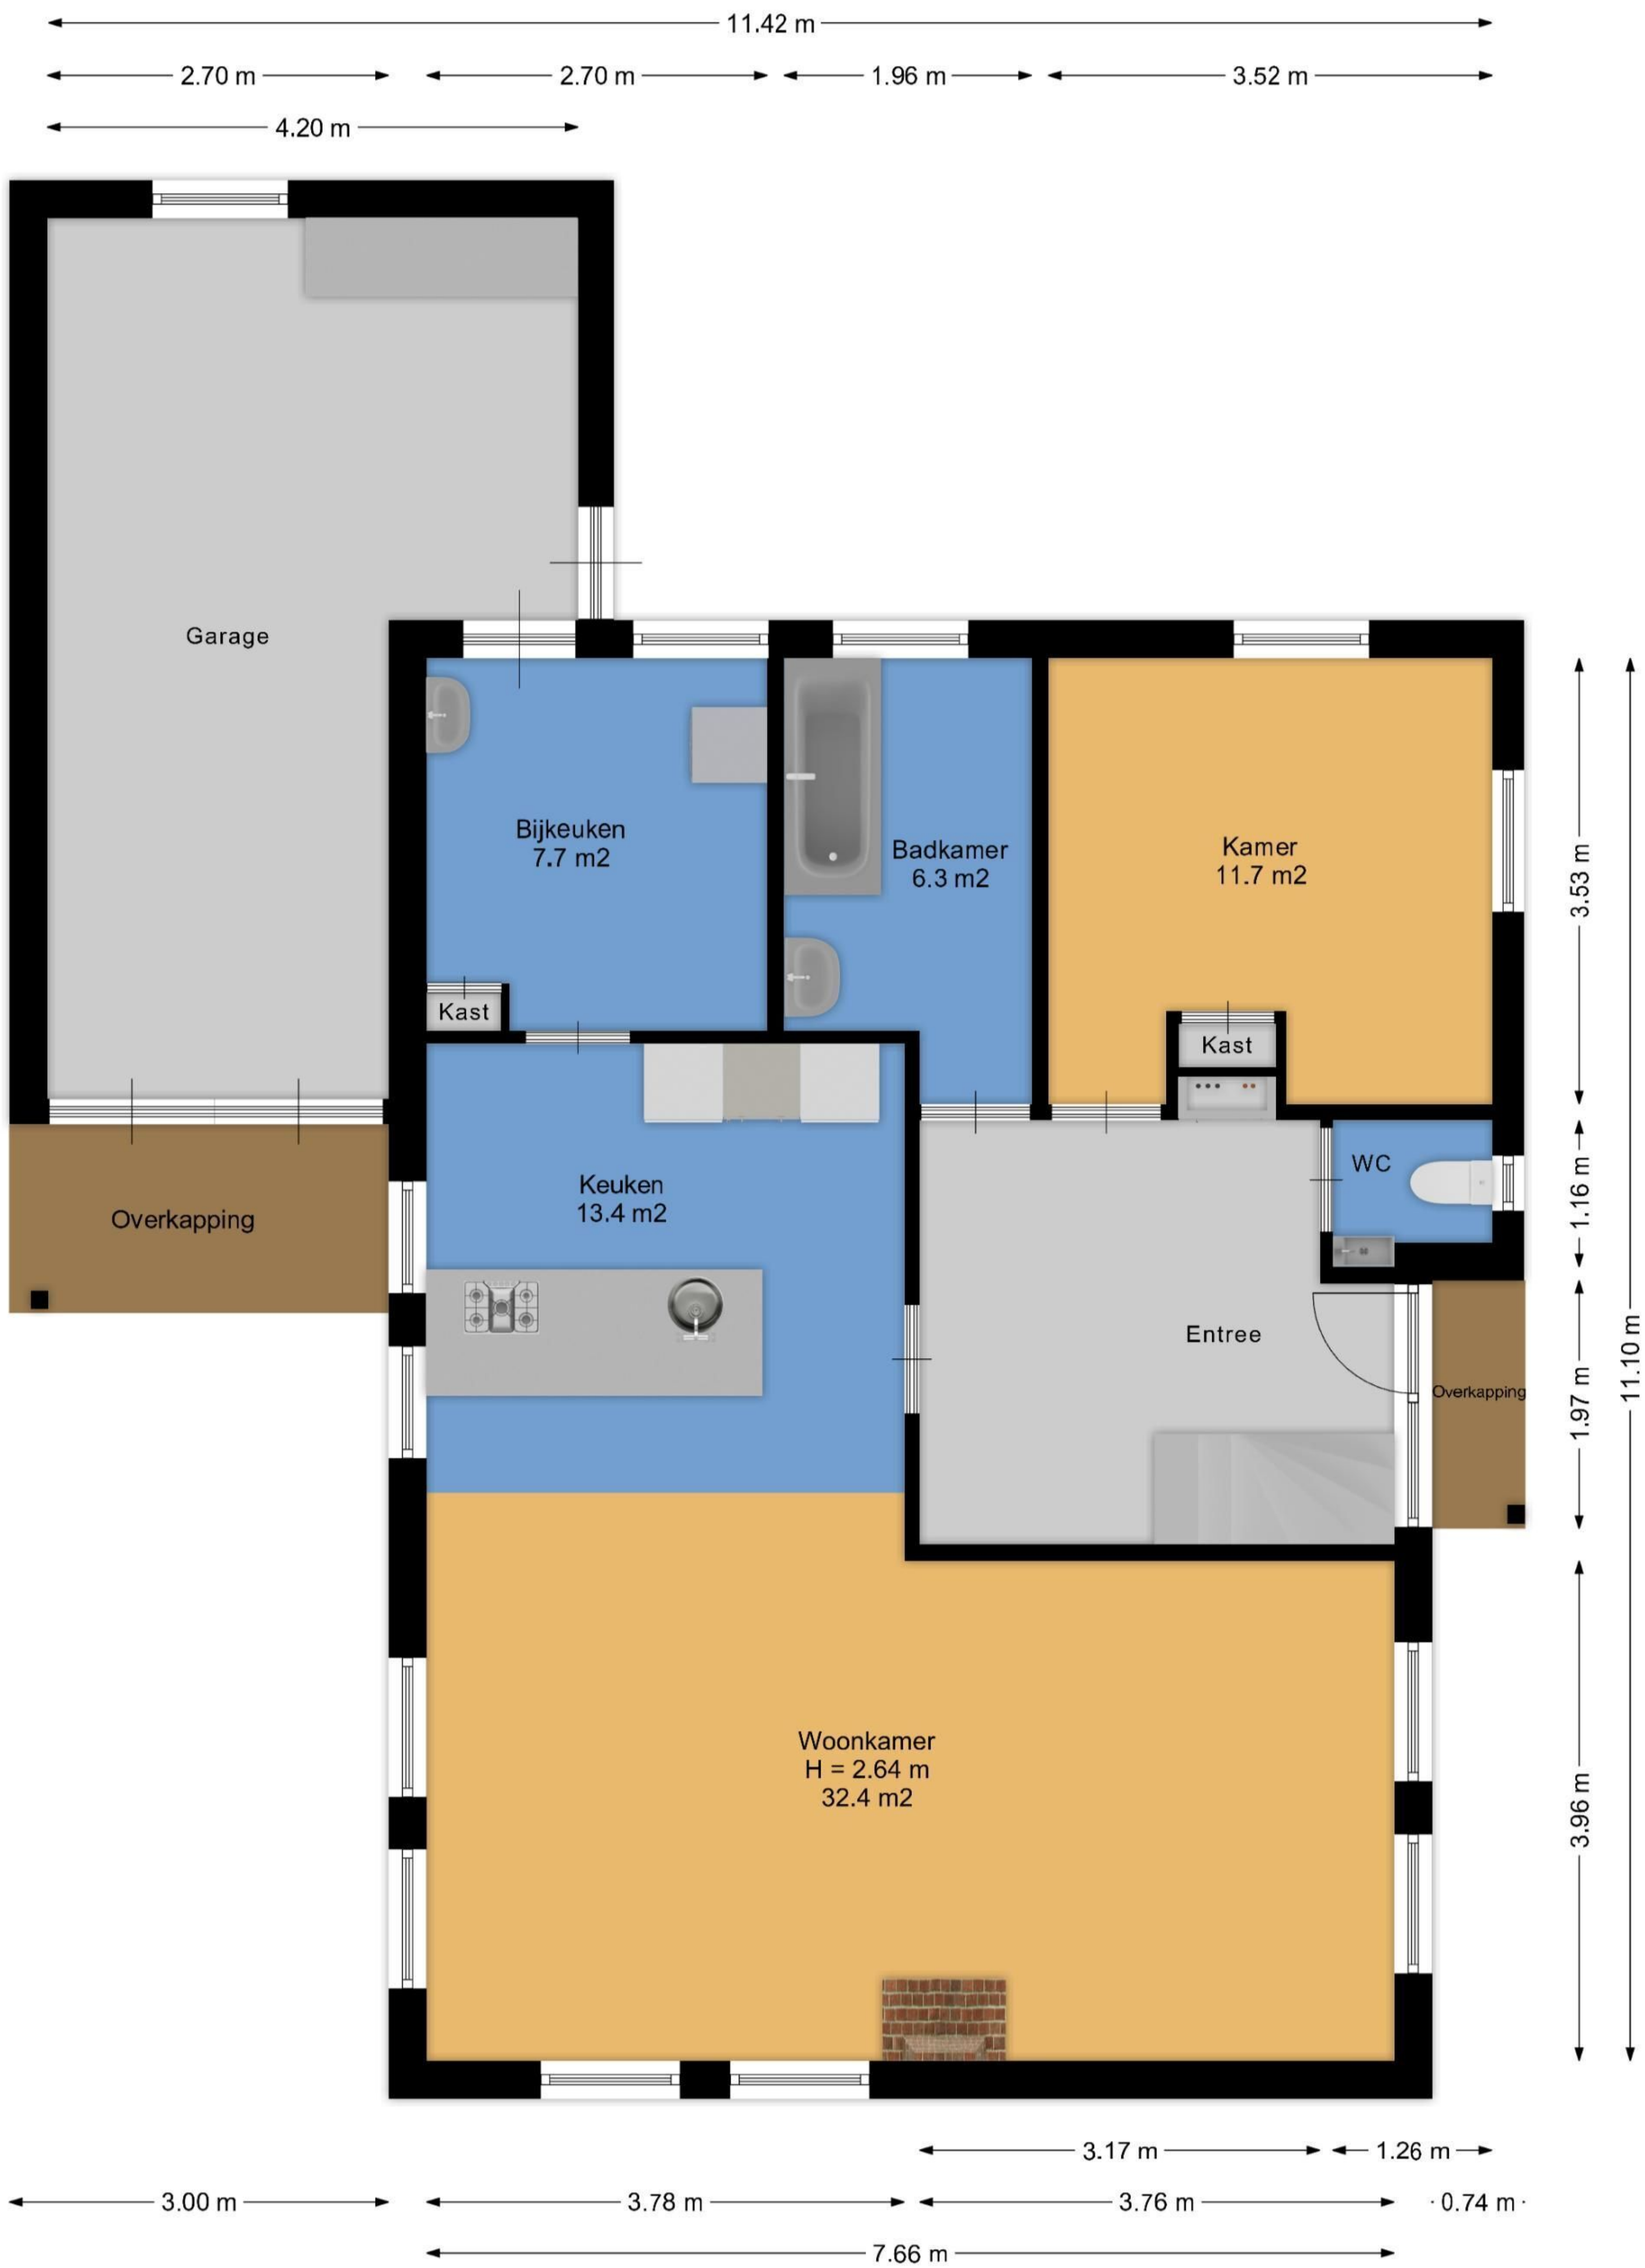 11.42 m
2.70 m
2.70 m
1.96 m
3.52 m
4.20 m
Garage
Bijkeuken
7.7 m2
Badkamer
6.3 m2
Kamer
11.7 m2
3.53 m
Kast
Kast
WC
1.16 m
Keuken
13.4 m2
Overkapping
Entree
Overkapping
1.97 m
11.10 m
Woonkamer
H = 2.64 m
32.4 m2
3.96 m
3.17 m
1.26 m
3.00 m
3.78 m
3.76 m
0.74 m
7.66 m